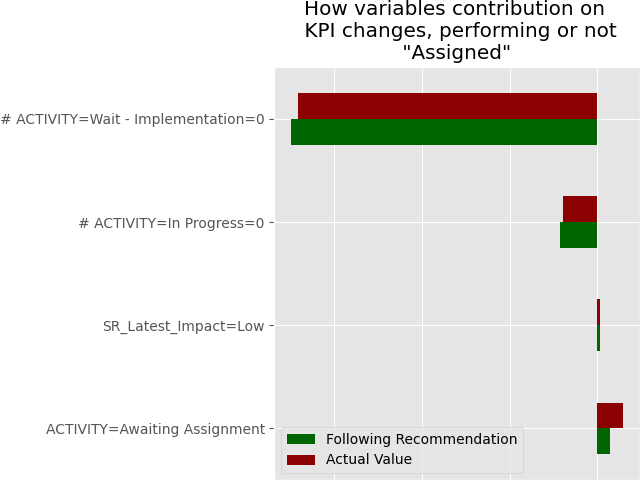 How variables contribution on
KPI changes, performing or not
"Assigned"
# ACTIVITY=Wait - Implementation=0
# ACTIVITY=In Progress=0
SR_Latest_Impact=Low
ACTIVITY=Awaiting Assignment
Following Recommendation
Actual Value